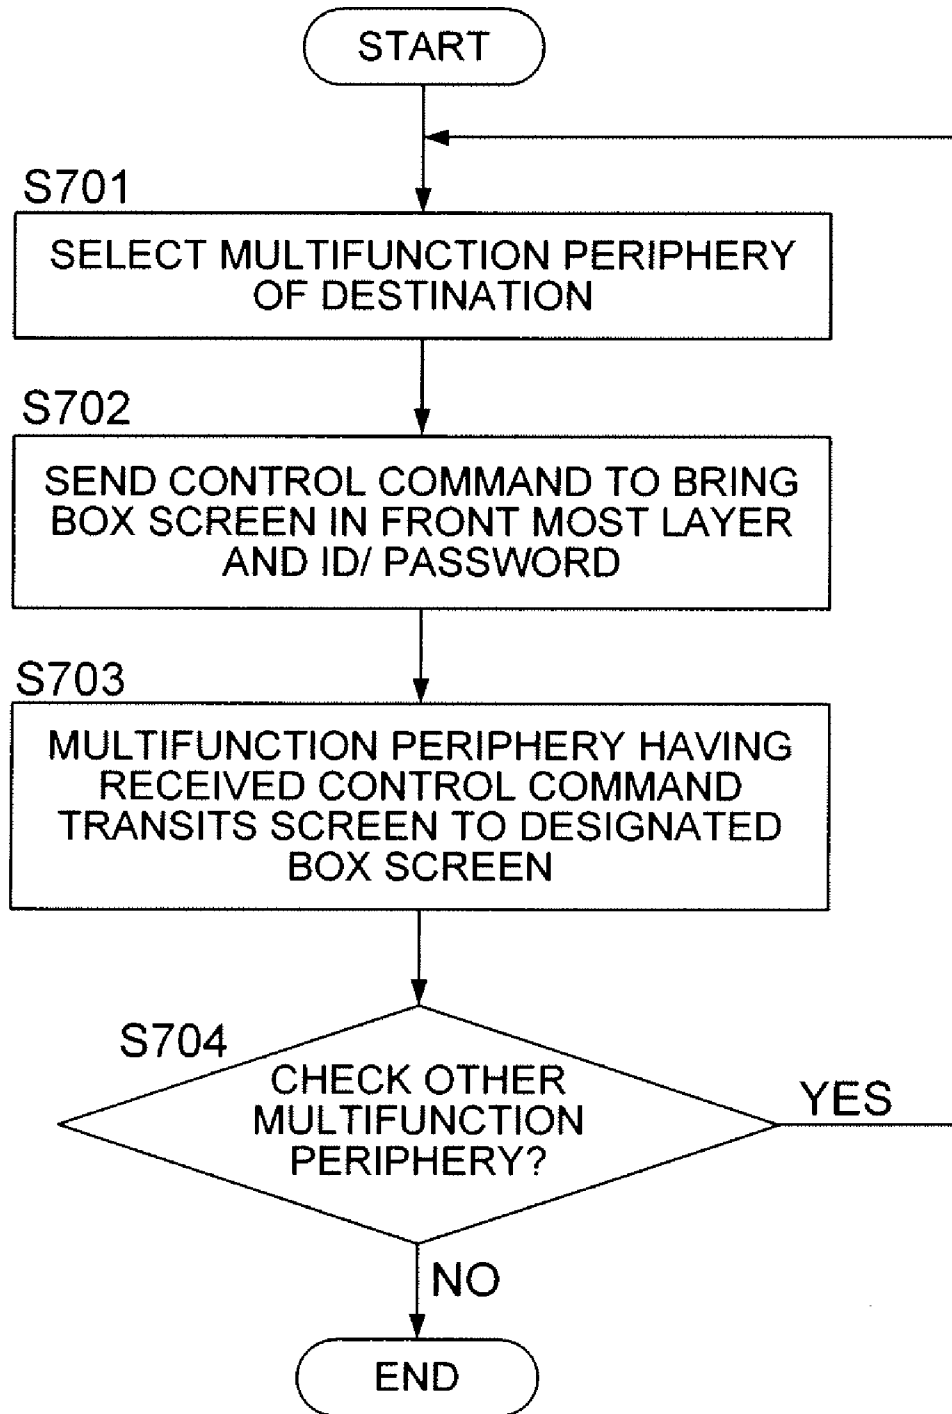 START
S701
SELECT MULTIFUNCTION PERIPHERY
OF DESTINATION
S702
SEND CONTROL COMMAND TO BRING
BOX SCREEN IN FRONT MOST LAYER
AND ID/ PASSWORD
S703
MULTIFUNCTION PERIPHERY HAVING
RECEIVED CONTROL COMMAND
TRANSITS SCREEN TO DESIGNATED
BOX SCREEN
S704
CHECK OTHER
MULTIFUNCTION
PERIPHERY?
YES
NO
END